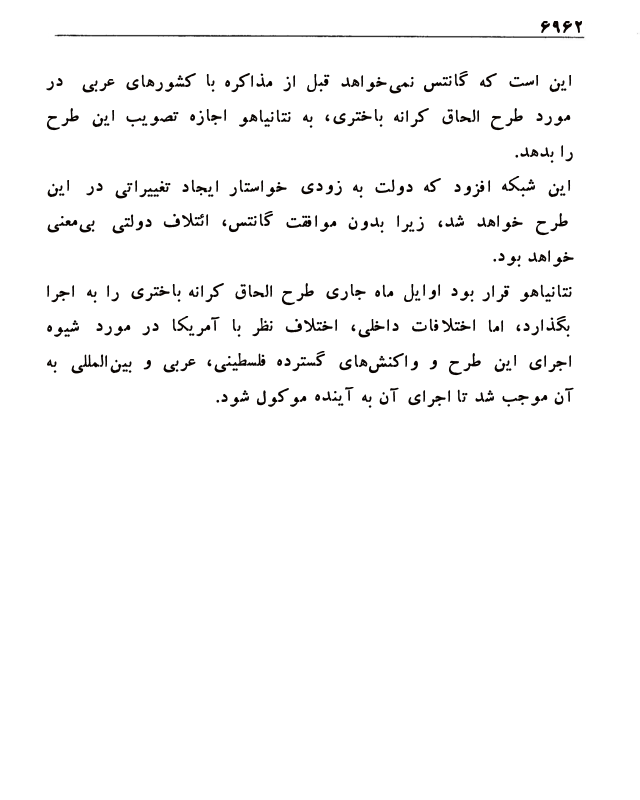 ۶۹۶۲
این است که گانتس نمی‌خواهد قبل از مذاکره با کشورهای عربی در
مورد طرح الحاق کرانه باختری، به نتانیاهو اجازه تصویب این طرح
را بدهد.
این شبکه افزود که دولت به زودی خواستار ایجاد تغییراتی در این
طرح خواهد شد، زیرا بدون موافقت گانتس، ائتلاف دولتی بی‌معنی
خواهد بود.
نتانیاهو قرار بود اوایل ماه جاری طرح الحاق کرانه باختری را به اجرا
بگذارد، اما اختلافات داخلی، اختلاف نظر با آمریکا در مورد شیوه
اجرای این طرح و واکنش‌های گسترده فلسطینی، عربی و بین‌المللی به
آن موجب شد تا اجرای آن به آینده موکول شود.